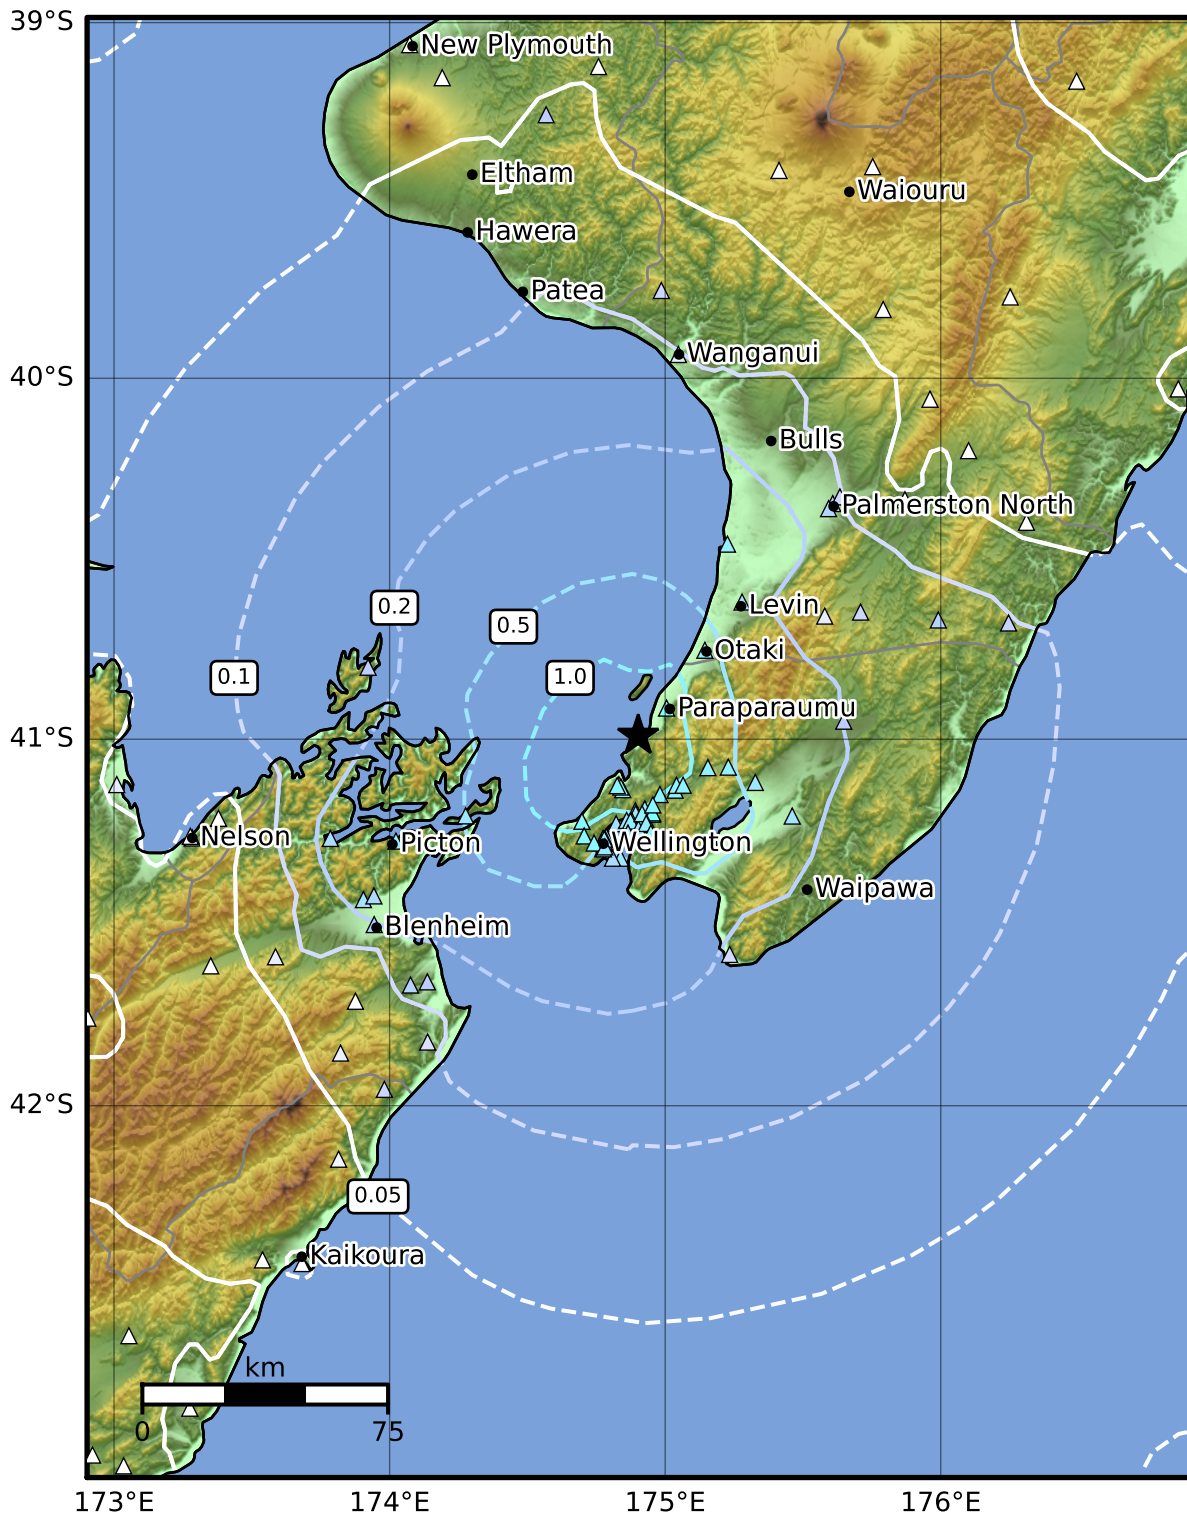 39°S
New Plymouth
Eltham
Waiouru
Hawera
Patea
Wanganui
40°S
Bulls
Palmerston North
0.2
Levin
0.5
Otaki
0.1
1.0
Paraparaumu
41°S
Nelson
Picton
Wellington
Waipawa
Blenheim
42°S
0.05
Kaikoura
km
0
75
173°E
174°E
175°E
176°E